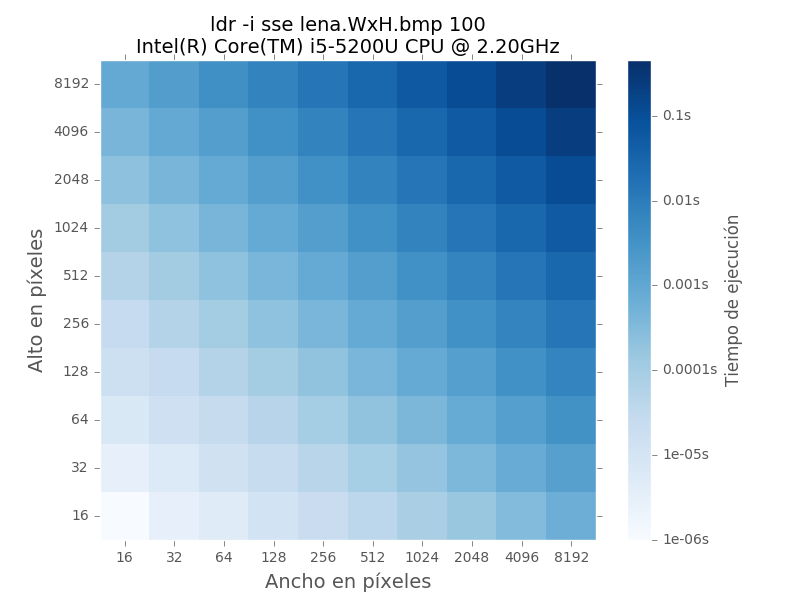 ldr -i sse lena.WxH.bmp 100
Intel(R) Core(TM) i5-5200U CPU @ 2.20GHz
Alto en píxeles
8192
4096
2048
1024
512
256
128
64
32
16
16 32 64 128 256 512 1024 2048 4096 8192
Ancho en píxeles
0.1s
0.01s
0.001s
0.0001s
1e-05s
1e-06s
Tiempo de ejecución